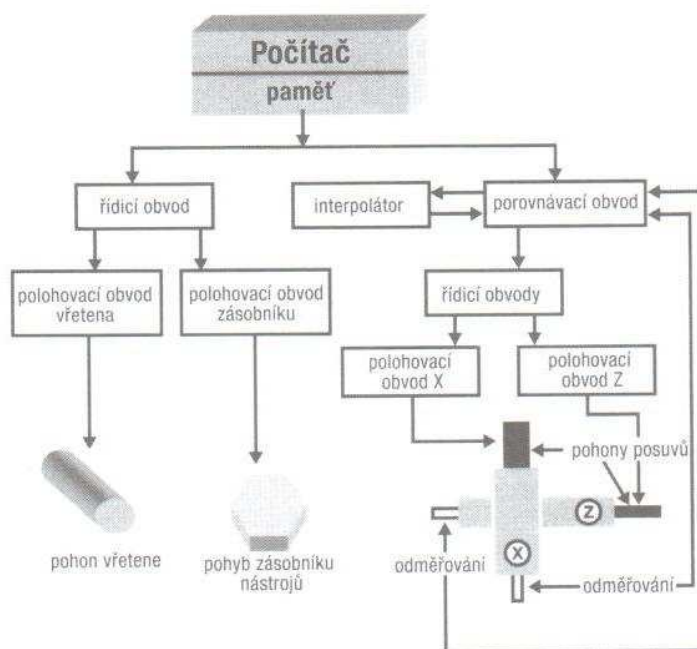 Počítač
paměť
řídicí obvod
interpolátor
porovnávací obvod
polohovací obvod
vřetena
polohovací obvod
zásobníku
řídicí obvody
polohovací
obvod X
polohovací
obvod Z
pohony posuvů
Z
X
pohon vřetene
pohyb zásobníku
nástrojů
odměřování
odměřování